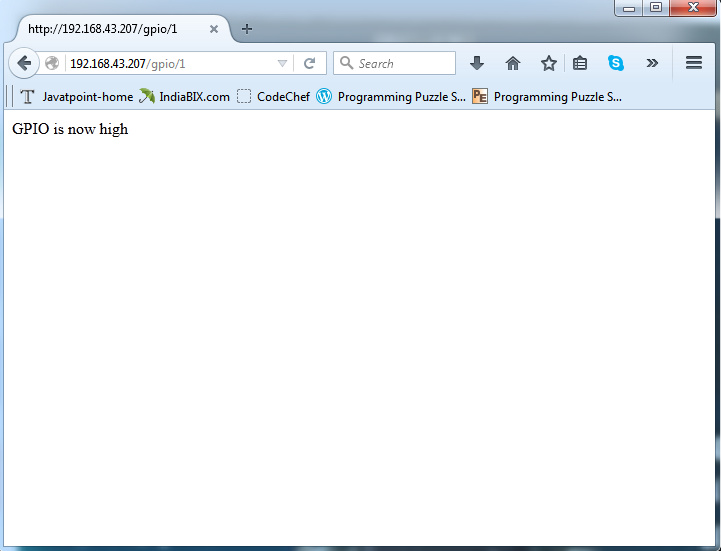 http://192.168.43.207/gpio/1
192.168.43.207/gpio/1 Search
Javatpoint-home IndiaBIX.com CodeChef Programming Puzzle S... Programming Puzzle S...
GPIO is now high